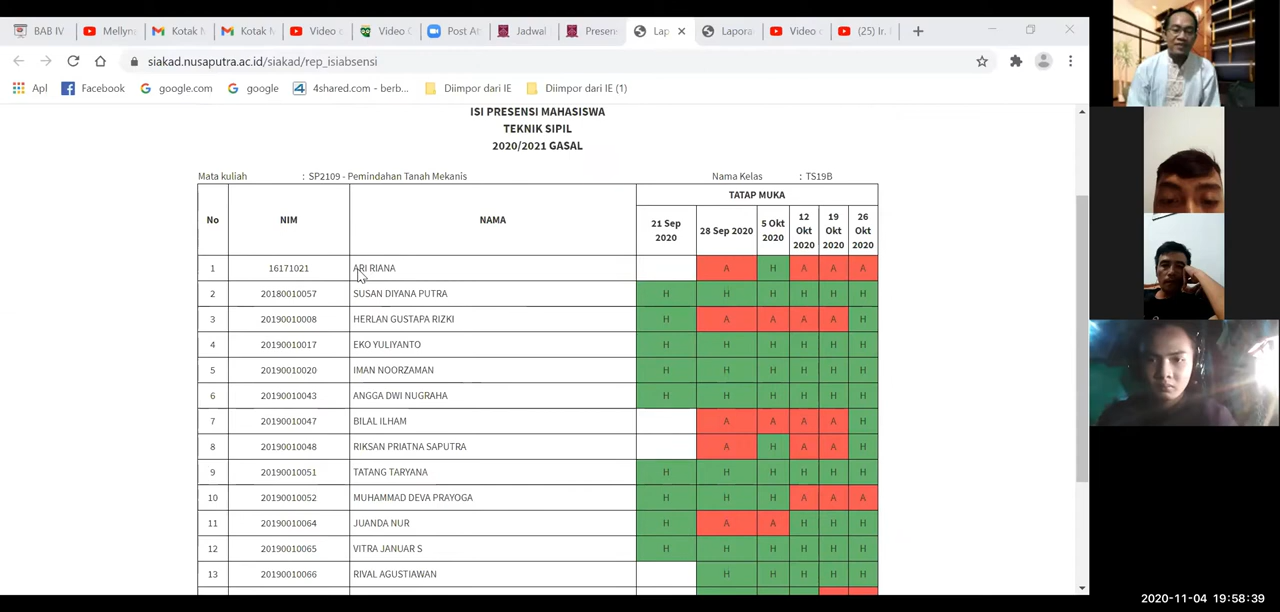 BAB IV Mellyna Kotak M Kotak M Video c Video C Post At Jadwal Presen Lap Lapora Video c (25) Ir. H
siakad.nusaputra.ac.id/siakad/rep_isiabsensi
Apl Facebook google.com google 4shared.com - berb... Diimpor dari IE Diimpor dari IE (1)
ISI PRESENSI MAHASISWA
TEKNIK SIPIL
2020/2021 GASAL
Mata kuliah : SP2109 - Pemindahan Tanah Mekanis Nama Kelas : TS19B
No NIM NAMA TATAP MUKA
21 Sep 2020 28 Sep 2020 5 Okt 2020 12 Okt 2020 19 Okt 2020 26 Okt 2020
1 16171021 ARI RIANA A H A A A
2 20180010057 SUSAN DIYANA PUTRA H H H H H H
3 20190010008 HERLAN GUSTAPA RIZKI H A A A A H
4 20190010017 EKO YULIYANTO H H H H H H
5 20190010020 IMAN NOORZAMAN H H H H H H
6 20190010043 ANGGA DWI NUGRAHA H H H H H H
7 20190010047 BILAL ILHAM A A A A H
8 20190010048 RIKSAN PRIATNA SAPUTRA A H A A H
9 20190010051 TATANG TARYANA H H H H H H
10 20190010052 MUHAMMAD DEVA PRAYOGA H H H A A A
11 20190010064 JUANDA NUR H A A H H H
12 20190010065 VITRA JANUAR S H H H H H H
13 20190010066 RIVAL AGUSTIAWAN H H H H H
2020-11-04 19:58:39